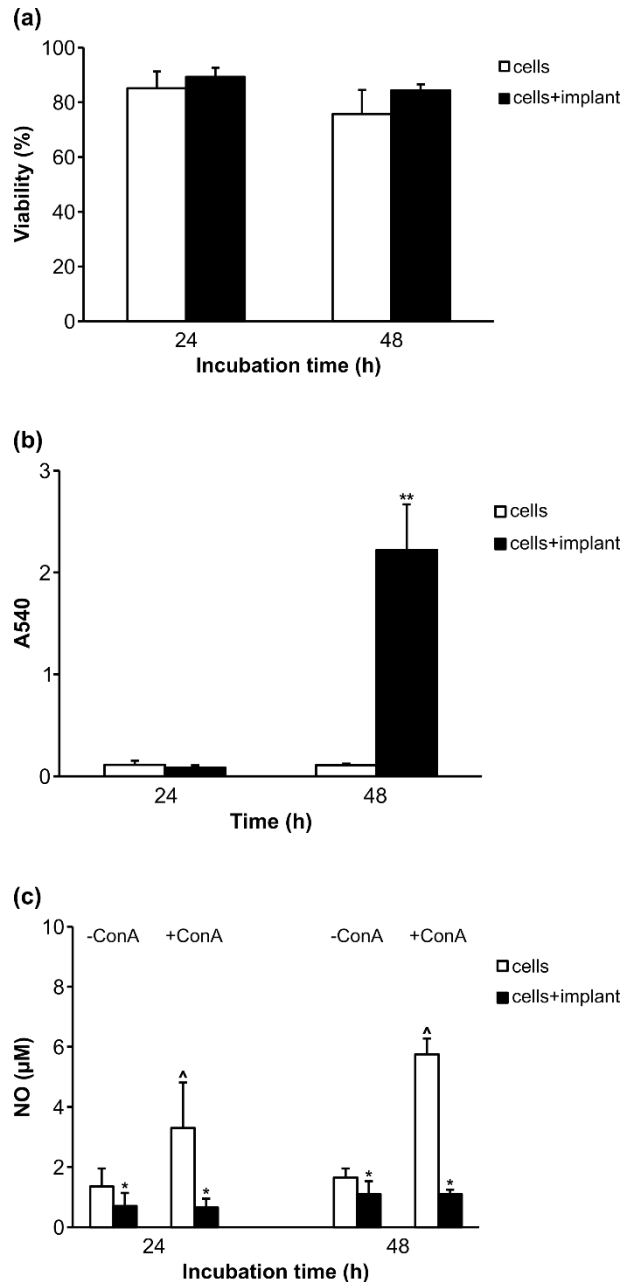 (a)
100
80
60
40
20
0
Viability (%)
24 48
Incubation time (h)
cells
cells+implant
(b)
3
2
1
0
A540
**
24 48
Time (h)
cells
cells+implant
(c)
10
8
6
4
2
0
NO (µM)
-ConA +ConA -ConA +ConA
^ ^
* * * *
24 48
Incubation time (h)
cells
cells+implant